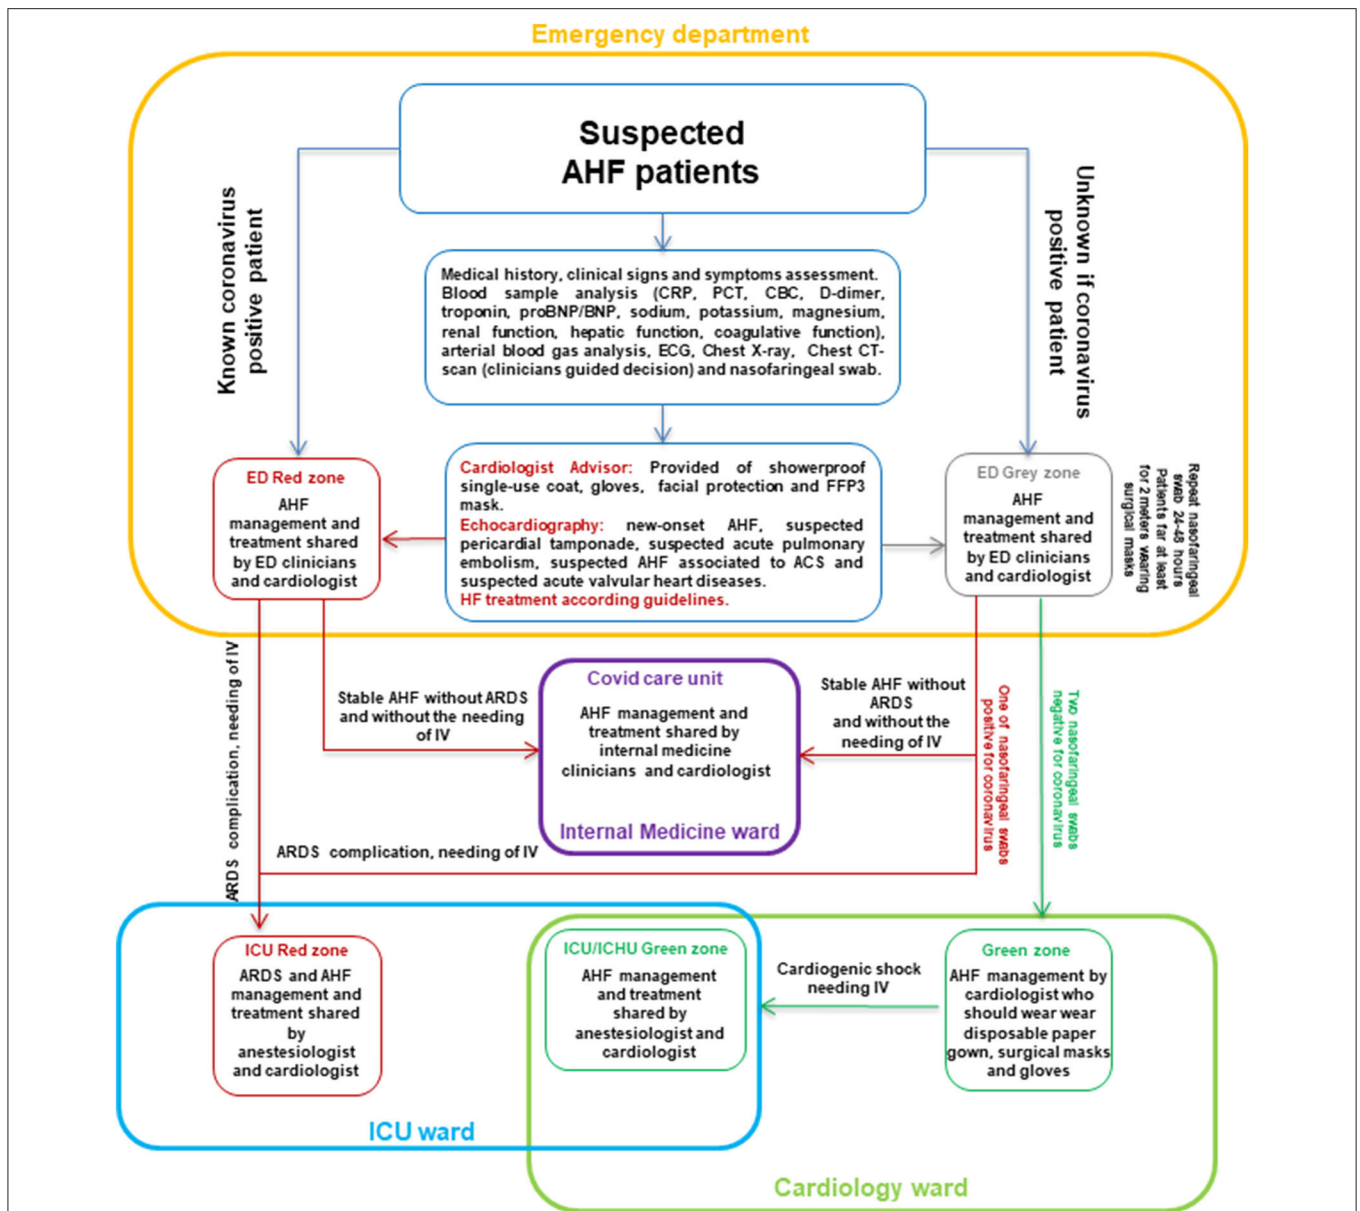 Emergency department
Suspected
AHF patients
Known coronavirus
positive patient
Unknown if coronavirus
positive patient
Medical history, clinical signs and symptoms assessment.
Blood sample analysis (CRP, PCT, CBC, D-dimer,
troponin, proBNP/BNP, sodium, potassium, magnesium,
renal function, hepatic function, coagulative function),
arterial blood gas analysis, ECG, Chest X-ray, Chest CT-
scan (clinicians guided decision) and nasofaringeal swab.
ED Red zone
AHF
management and
treatment shared
by ED clinicians
and cardiologist
Cardiologist Advisor: Provided of showerproof
single-use coat, gloves, facial protection and FFP3
mask.
Echocardiography: new-onset AHF, suspected
pericardial tamponade, suspected acute pulmonary
embolism, suspected AHF associated to ACS and
suspected acute valvular heart diseases.
HF treatment according guidelines.
ED Grey zone
AHF
management and
treatment shared
by ED clinicians
and cardiologist
Repeat nasofaringeal
swab 24-48 hours
Patients far at least
for 2 meters wearing
surgical masks
ARDS complication, needing of IV
Stable AHF without ARDS
and without the needing
of IV
Covid care unit
AHF management and
treatment shared by
internal medicine
clinicians and cardiologist
Internal Medicine ward
Stable AHF without
ARDS
and without the
needing of IV
One of nasofaringeal swabs
positive for coronavirus
Two nasofaringeal swabs
negative for coronavirus
ARDS complication, needing of IV
ICU Red zone
ARDS and AHF
management and
treatment shared
by
anestesiologist
and cardiologist
ICU/ICHU Green zone
AHF management
and treatment
shared by
anestesiologist and
cardiologist
Cardiogenic shock
needing IV
Green zone
AHF management by
cardiologist who
should wear wear
disposable paper
gown, surgical masks
and gloves
ICU ward
Cardiology ward